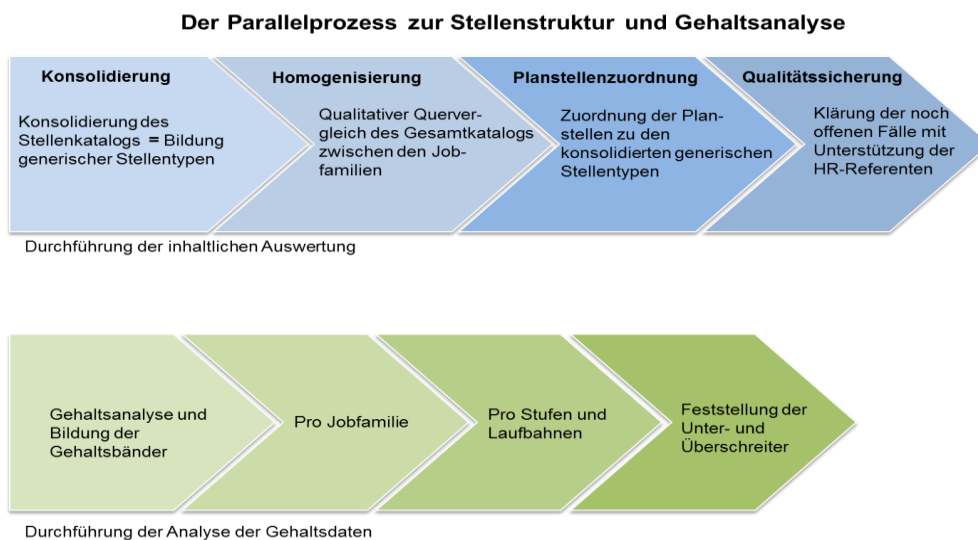 Der Parallelprozess zur Stellenstruktur und Gehaltsanalyse
Konsolidierung
Konsolidierung des
Stellenkatalogs = Bildung
generischer Stellentypen
Homogenisierung
Qualitativer Querver-
gleich des Gesamtkatalogs
zwischen den Job-
familien
Planstellenzuordnung
Zuordnung der Plan-
stellen zu den
konsolidierten generischen
Stellentypen
Qualitätssicherung
Klärung der noch
offenen Fälle mit
Unterstützung der
HR-Referenten
Durchführung der inhaltlichen Auswertung
Gehaltsanalyse und
Bildung der
Gehaltsbänder
Pro Jobfamilie
Pro Stufen und
Laufbahnen
Feststellung der
Unter- und
Überschreiter
Durchführung der Analyse der Gehaltsdaten